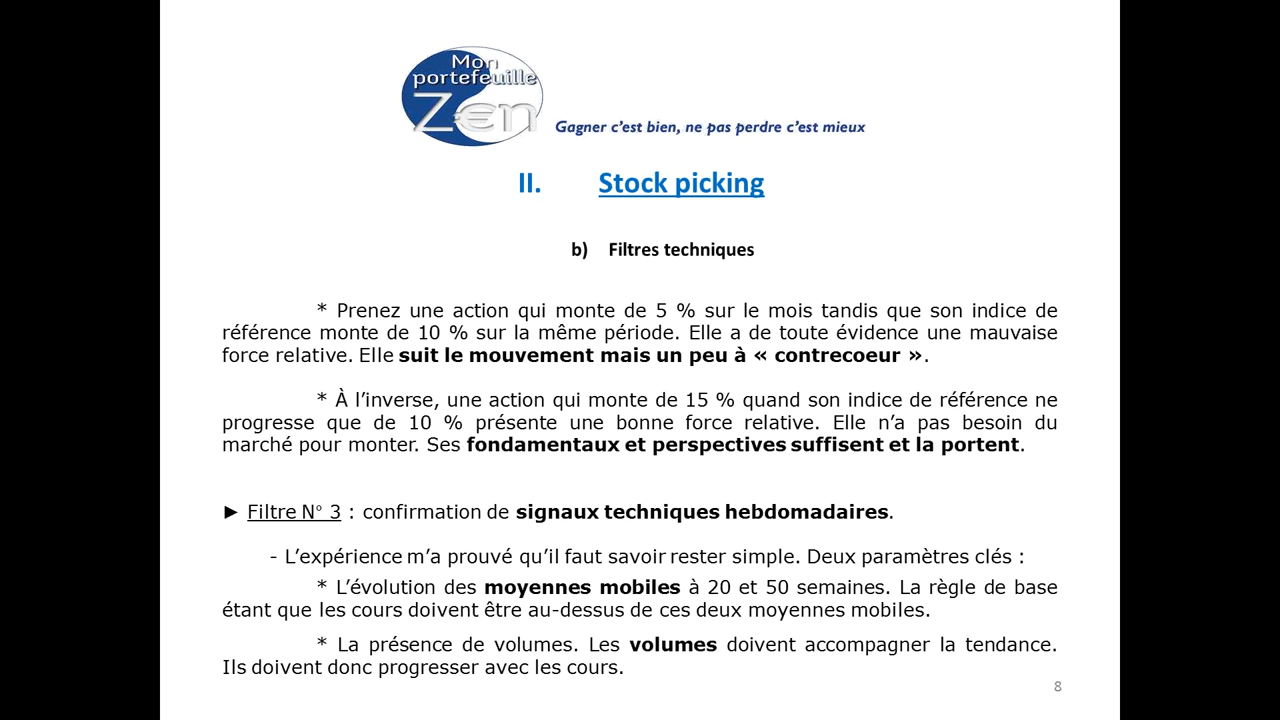 Mon
portefeuille
Z€n
Gagner c’est bien, ne pas perdre c’est mieux
II. Stock picking
b) Filtres techniques
* Prenez une action qui monte de 5 % sur le mois tandis que son indice de
référence monte de 10 % sur la même période. Elle a de toute évidence une mauvaise
force relative. Elle suit le mouvement mais un peu à « contrecoeur ».
* À l’inverse, une action qui monte de 15 % quand son indice de référence ne
progresse que de 10 % présente une bonne force relative. Elle n’a pas besoin du
marché pour monter. Ses fondamentaux et perspectives suffisent et la portent.
► Filtre N° 3 : confirmation de signaux techniques hebdomadaires.
- L’expérience m’a prouvé qu’il faut savoir rester simple. Deux paramètres clés :
* L’évolution des moyennes mobiles à 20 et 50 semaines. La règle de base
étant que les cours doivent être au-dessus de ces deux moyennes mobiles.
* La présence de volumes. Les volumes doivent accompagner la tendance.
Ils doivent donc progresser avec les cours.
8